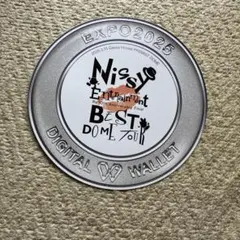 EXPO2025
Nissy
Entertainment
BEST
DOME TOUR
DIGITAL WALLET